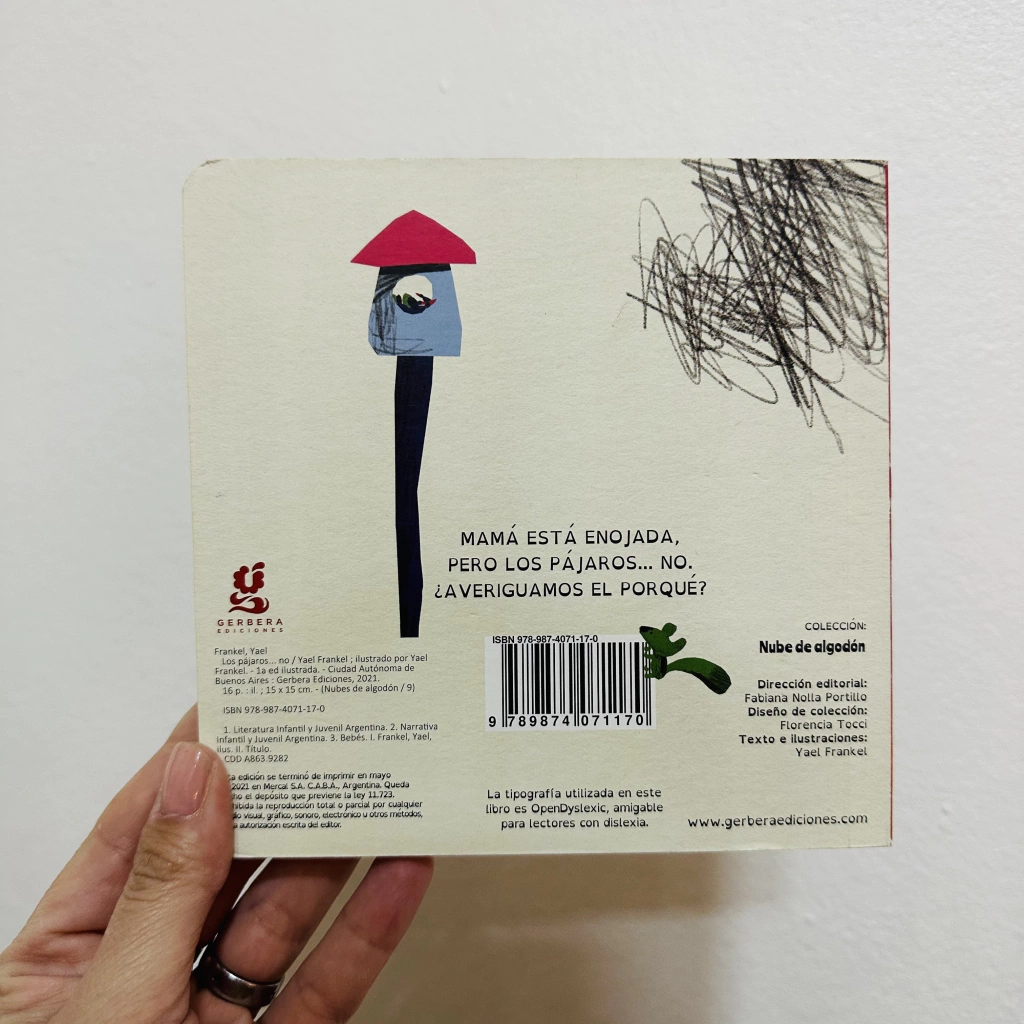 MAMÁ ESTÁ ENOJADA,
PERO LOS PÁJAROS... NO.
¿AVERIGUAMOS EL PORQUÉ?
GERBERA
EDICIONES
Frankel, Yael
Los pájaros... no / Yael Frankel ; ilustrado por Yael
Frankel. - 1a ed ilustrada. - Ciudad Autónoma de
Buenos Aires : Gerbera Ediciones, 2021.
16 p. : il. ; 15 x 15 cm. - (Nubes de algodón / 9)
ISBN 978-987-4071-17-0
1. Literatura Infantil y Juvenil Argentina. 2. Narrativa
Infantil y Juvenil Argentina. 3. Bebés. I. Frankel, Yael,
ilus. II. Título.
CDD A863.9282
edición se terminó de imprimir en mayo
2021 en Mercal S.A. C.A.B.A., Argentina. Queda
el depósito que previene la ley 11.723.
la reproducción total o parcial por cualquier
visual, gráfico, sonoro, electrónico u otros métodos,
autorización escrita del editor.
ISBN 978-987-4071-17-0
9 789874 071170
La tipografía utilizada en este
libro es OpenDyslexic, amigable
para lectores con dislexia.
COLECCIÓN:
Nube de algodón
Dirección editorial:
Fabiana Nolla Portillo
Diseño de colección:
Florencia Tocci
Texto e ilustraciones:
Yael Frankel
www.gerberaediciones.com